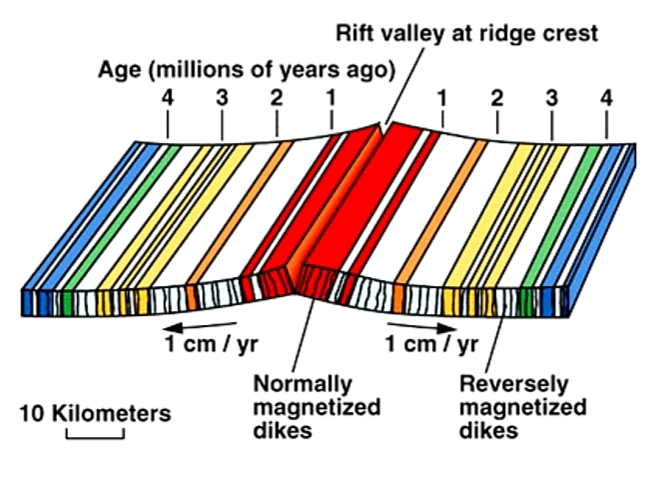 Rift valley at ridge crest
Age (millions of years ago)
4 3 2 1 1 2 3 4
1 cm / yr 1 cm / yr
Normally
magnetized
dikes
Reversely
magnetized
dikes
10 Kilometers